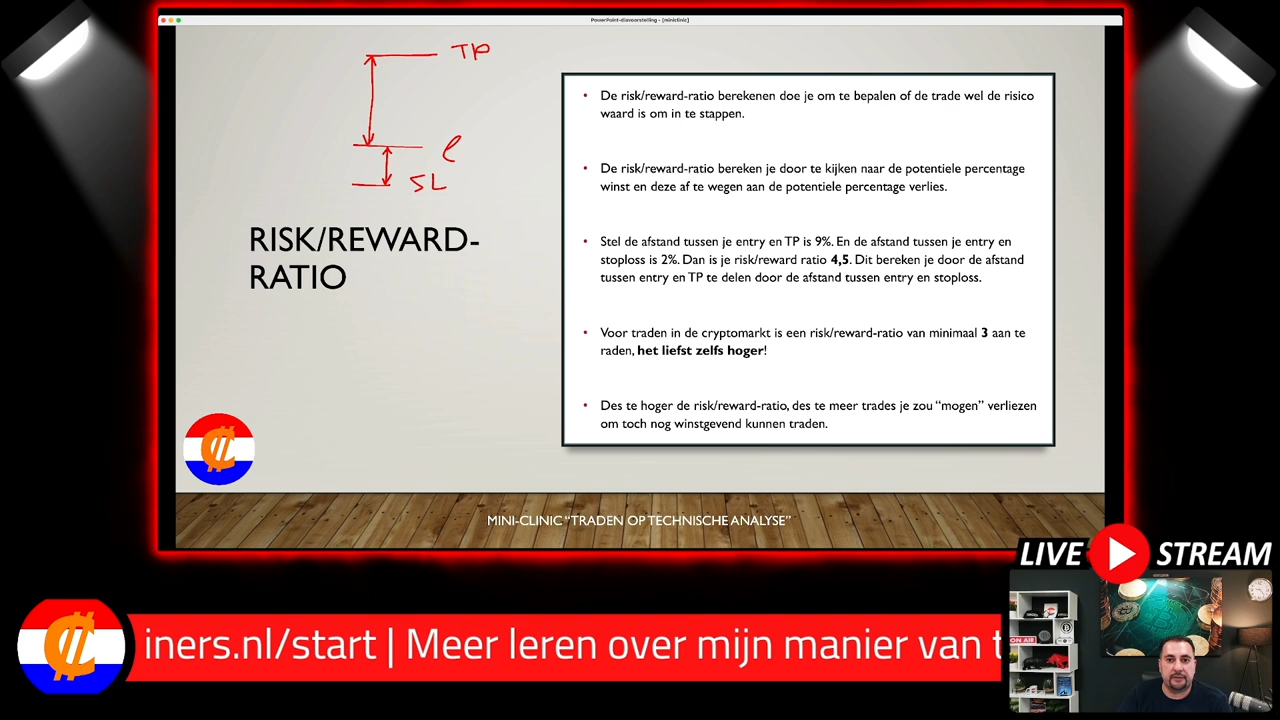 PowerPoint-diavoorstelling - [miniclinic]
TP
e
SL
RISK/REWARD-
RATIO
• De risk/reward-ratio berekenen doe je om te bepalen of de trade wel de risico
waard is om in te stappen.
• De risk/reward-ratio bereken je door te kijken naar de potentiele percentage
winst en deze af te wegen aan de potentiele percentage verlies.
• Stel de afstand tussen je entry en TP is 9%. En de afstand tussen je entry en
stoploss is 2%. Dan is je risk/reward ratio 4,5. Dit bereken je door de afstand
tussen entry en TP te delen door de afstand tussen entry en stoploss.
• Voor traden in de cryptomarkt is een risk/reward-ratio van minimaal 3 aan te
raden, het liefst zelfs hoger!
• Des te hoger de risk/reward-ratio, des te meer trades je zou “mogen” verliezen
om toch nog winstgevend kunnen traden.
MINI-CLINIC “TRADEN OP TECHNISCHE ANALYSE”
LIVE STREAM
ON AIR
iners.nl/start | Meer leren over mijn manier van t